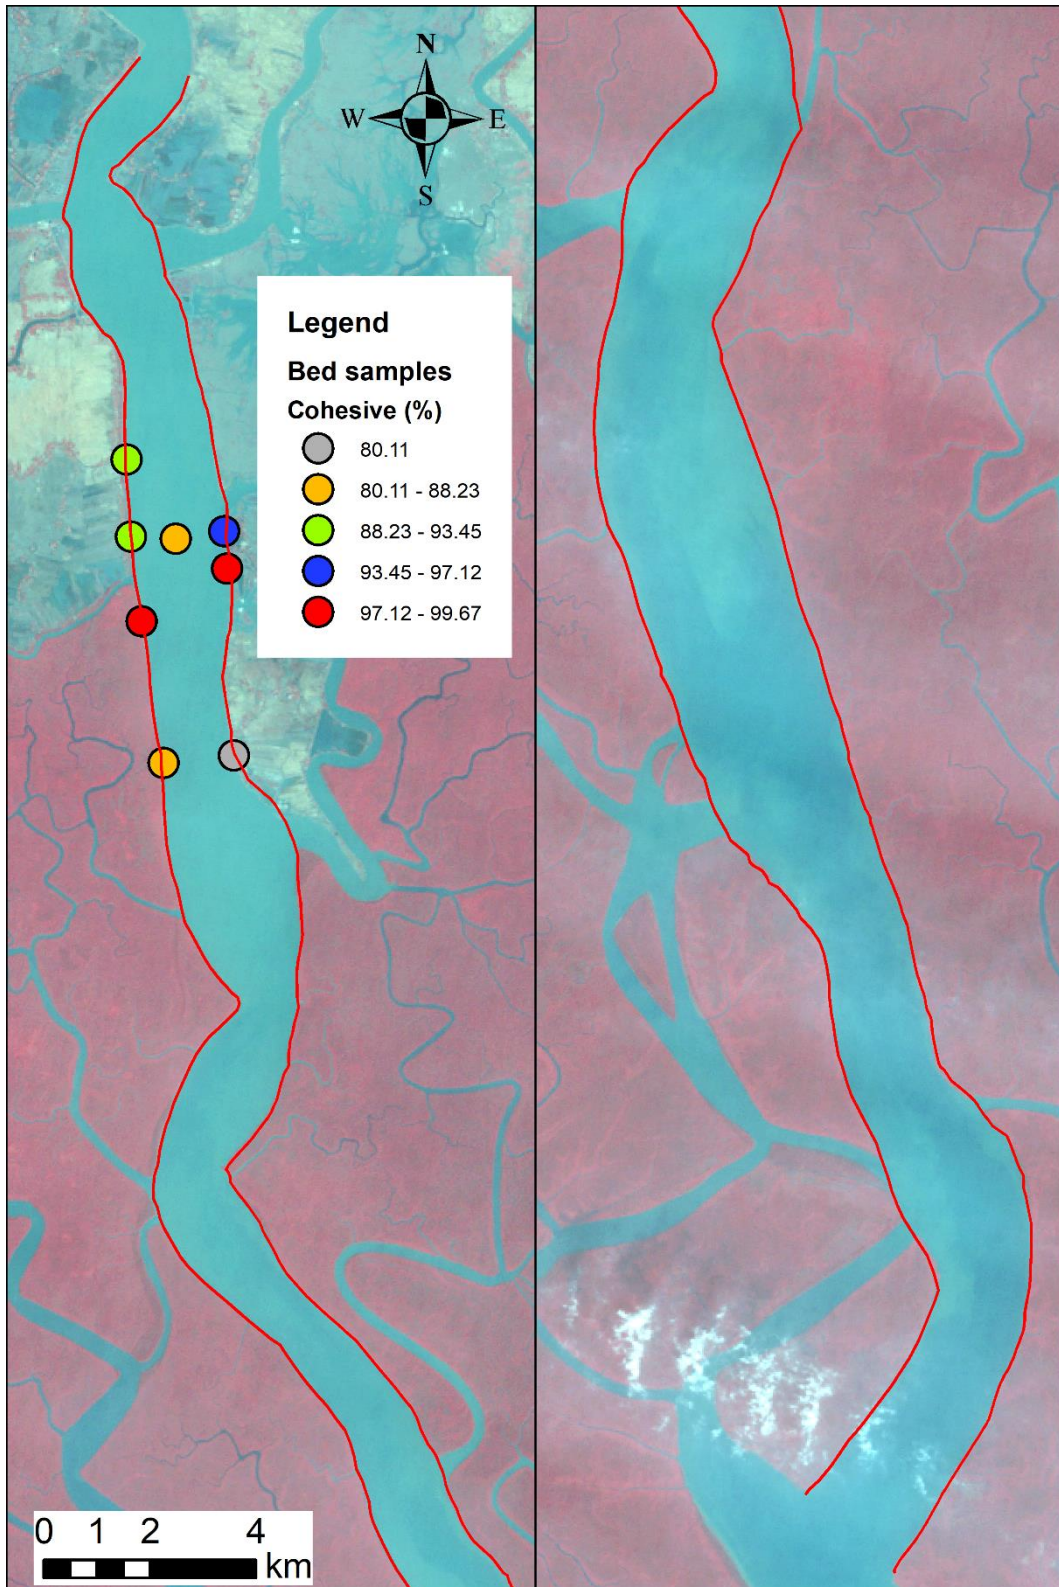 N
W E
S
Legend
Bed samples
Cohesive (%)
80.11
80.11 - 88.23
88.23 - 93.45
93.45 - 97.12
97.12 - 99.67
0 1 2 4
km